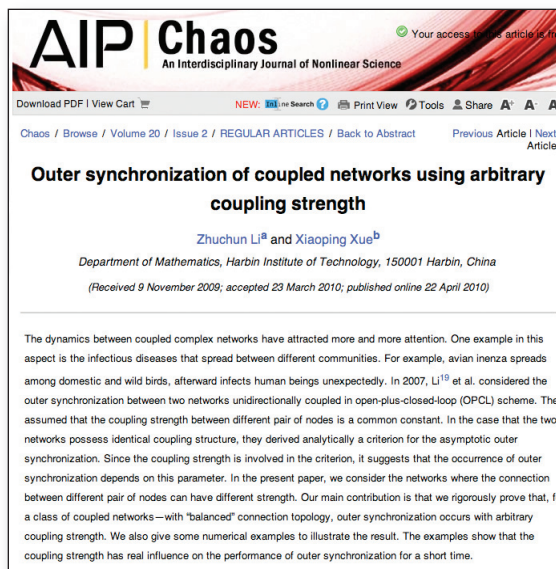 AIP Chaos
An Interdisciplinary Journal of Nonlinear Science
Your access to this article is
Download PDF | View Cart
NEW: Inline Search ? Print View Tools Share A+ A- A
Chaos / Browse / Volume 20 / Issue 2 / REGULAR ARTICLES / Back to Abstract
Previous Article | Next
Article
Outer synchronization of coupled networks using arbitrary
coupling strength
Zhuchun Liᵃ and Xiaoping Xueᵇ
Department of Mathematics, Harbin Institute of Technology, 150001 Harbin, China
(Received 9 November 2009; accepted 23 March 2010; published online 22 April 2010)
The dynamics between coupled complex networks have attracted more and more attention. One example in this
aspect is the infectious diseases that spread between different communities. For example, avian inenza spreads
among domestic and wild birds, afterward infects human beings unexpectedly. In 2007, Li¹⁹ et al. considered the
outer synchronization between two networks unidirectionally coupled in open-plus-closed-loop (OPCL) scheme. The
assumed that the coupling strength between different pair of nodes is a common constant. In the case that the two
networks possess identical coupling structure, they derived analytically a criterion for the asymptotic outer
synchronization. Since the coupling strength is involved in the criterion, it suggests that the occurrence of outer
synchronization depends on this parameter. In the present paper, we consider the networks where the connection
between different pair of nodes can have different strength. Our main contribution is that we rigorously prove that, f
a class of coupled networks—with “balanced” connection topology, outer synchronization occurs with arbitrary
coupling strength. We also give some numerical examples to illustrate the result. The examples show that the
coupling strength has real influence on the performance of outer synchronization for a short time.